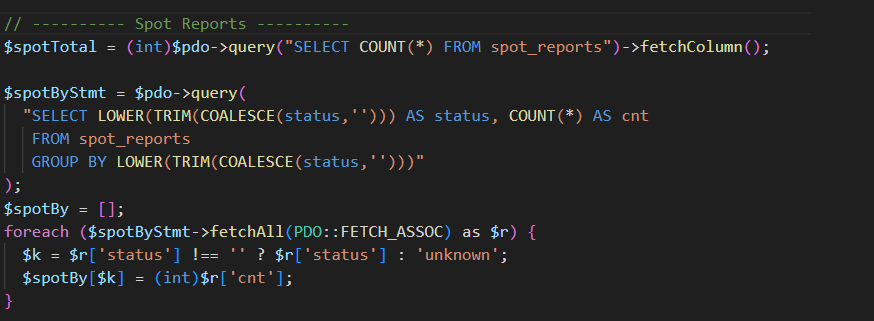 // ---------- Spot Reports ----------
$spotTotal = (int)$pdo->query("SELECT COUNT(*) FROM spot_reports")->fetchColumn();

$spotByStmt = $pdo->query(
  "SELECT LOWER(TRIM(COALESCE(status,''))) AS status, COUNT(*) AS cnt
   FROM spot_reports
   GROUP BY LOWER(TRIM(COALESCE(status,'')))"
);
$spotBy = [];
foreach ($spotByStmt->fetchAll(PDO::FETCH_ASSOC) as $r) {
  $k = $r['status'] !== '' ? $r['status'] : 'unknown';
  $spotBy[$k] = (int)$r['cnt'];
}